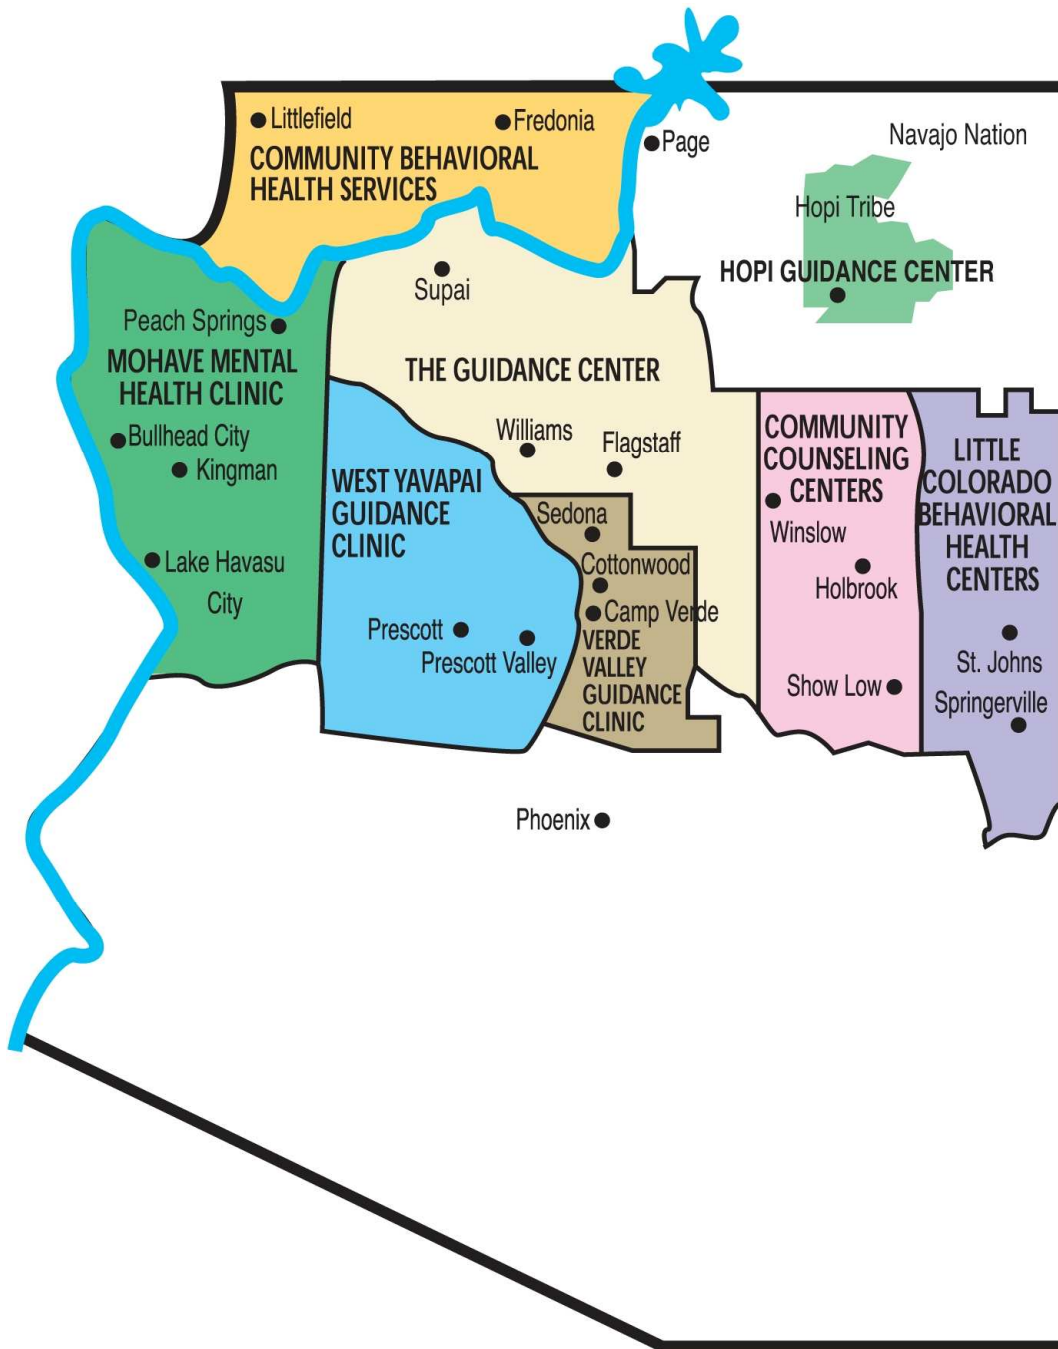 Littlefield
Fredonia
COMMUNITY BEHAVIORAL
HEALTH SERVICES
Page
Navajo Nation
Hopi Tribe
HOPI GUIDANCE CENTER
Supai
Peach Springs
MOHAVE MENTAL
HEALTH CLINIC
Bullhead City
Kingman
Lake Havasu
City
THE GUIDANCE CENTER
Williams
Flagstaff
WEST YAVAPAI
GUIDANCE
CLINIC
Prescott
Prescott Valley
Sedona
Cottonwood
Camp Verde
VERDE
VALLEY
GUIDANCE
CLINIC
COMMUNITY
COUNSELING
CENTERS
Winslow
Holbrook
Show Low
LITTLE
COLORADO
BEHAVIORAL
HEALTH
CENTERS
St. Johns
Springerville
Phoenix